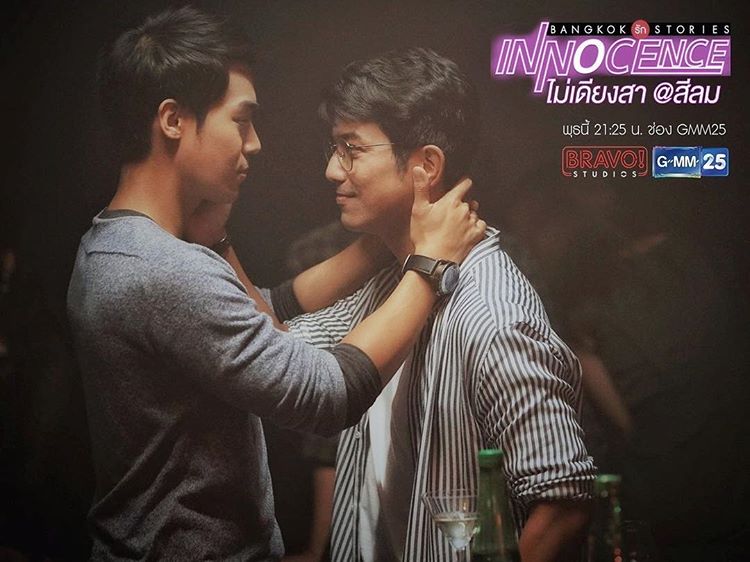 BANGKOK รัก STORIES
INNOCENCE
ไม่เดียงสา @สีลม
พุธนี้ 21:25 น. ช่อง GMM25
BRAVO! GMM 25
STUDIOS